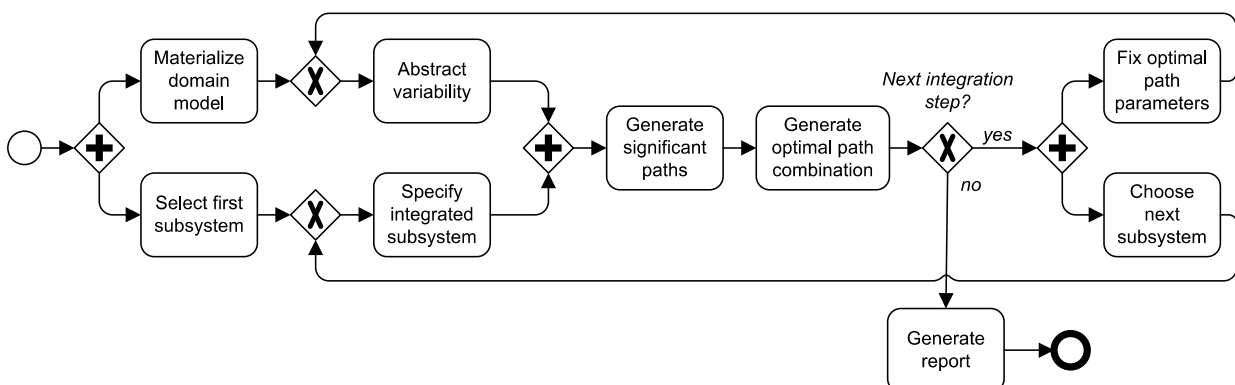 Materialize
domain
model
Abstract
variability
Next integration
step?
Fix optimal
path
parameters
Generate
significant
paths
Generate
optimal path
combination
yes
no
Select first
subsystem
Specify
integrated
subsystem
Choose
next
subsystem
Generate
report